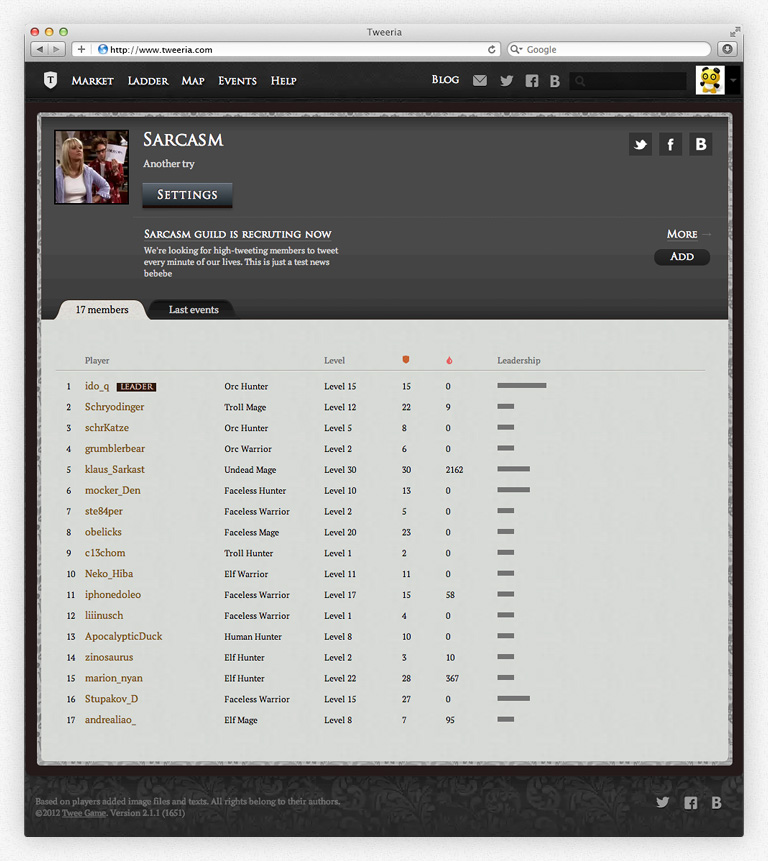 Tweeria
http://www.tweeria.com
Google
T Market Ladder Map Events Help Blog B
Sarcasm
B
Another try
Settings
Sarcasm guild is recruting now
More →
We're looking for high-tweeting members to tweet
every minute of our lives. This is just a test news
bebebe
Add
17 members Last events
Player Level Leadership
1 ido_q LEADER Orc Hunter Level 15 15 0
2 Schryodinger Troll Mage Level 12 22 9
3 schrKatze Orc Hunter Level 5 8 0
4 grumblerbear Orc Warrior Level 2 6 0
5 klaus_Sarkast Undead Mage Level 30 30 2162
6 mocker_Den Faceless Hunter Level 10 13 0
7 ste84per Faceless Warrior Level 2 5 0
8 obelicks Faceless Mage Level 20 23 0
9 c13chom Troll Hunter Level 1 2 0
10 Neko_Hiba Elf Warrior Level 11 11 0
11 iphonedoleo Faceless Warrior Level 17 15 58
12 liiinusch Faceless Warrior Level 1 4 0
13 ApocalypticDuck Human Hunter Level 8 10 0
14 zinosaurus Elf Hunter Level 2 3 10
15 marion_nyan Elf Hunter Level 22 28 367
16 Stupakov_D Faceless Warrior Level 15 27 0
17 andrealiao_ Elf Mage Level 8 7 95
Based on players added image files and texts. All rights belong to their authors.
©2012 Twee Game. Version 2.1.1 (1651)
B